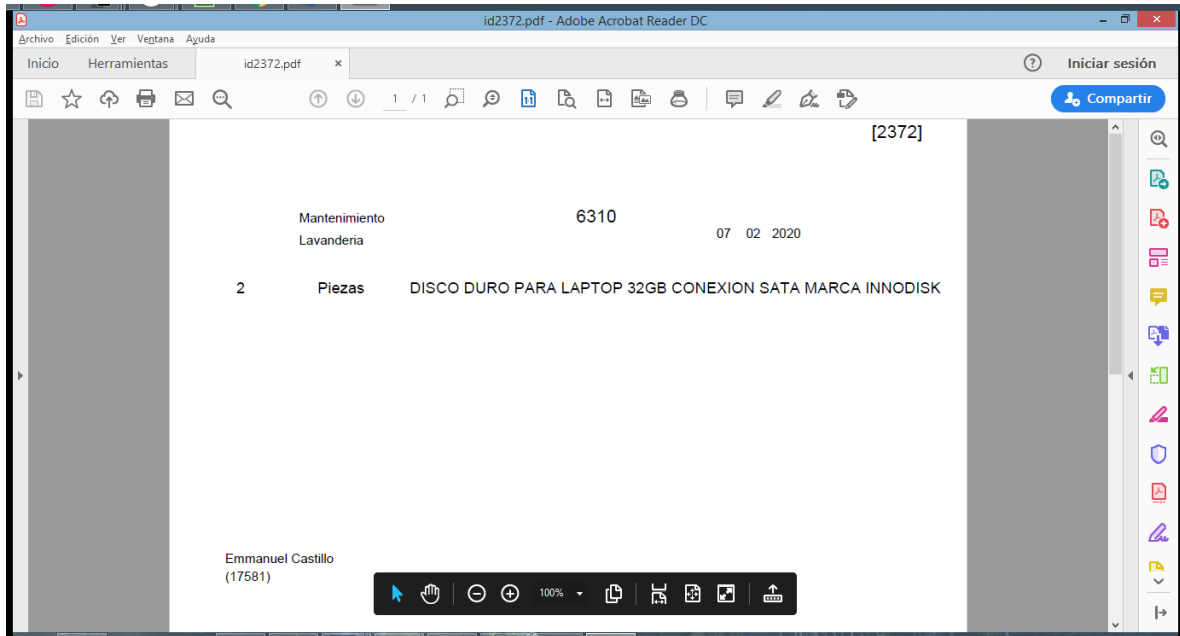 id2372.pdf - Adobe Acrobat Reader DC
Archivo Edición Ver Ventana Ayuda
Inicio Herramientas id2372.pdf × Iniciar sesión
1 / 1 Compartir
[2372]
Mantenimiento 6310
Lavanderia 07 02 2020
2 Piezas DISCO DURO PARA LAPTOP 32GB CONEXION SATA MARCA INNODISK
Emmanuel Castillo
(17581)
100%